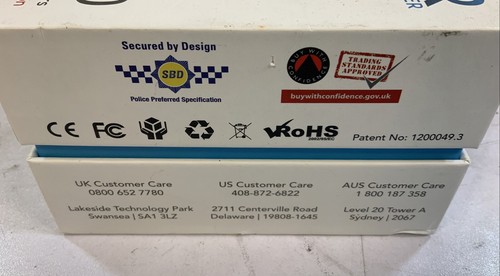 Secured by Design
SBD
Police Preferred Specification
BUY WITH CONFIDENCE
TRADING STANDARDS APPROVED
buywithconfidence.gov.uk
CE FC RoHS
Patent No: 1200049.3
UK Customer Care
0800 652 7780
Lakeside Technology Park
Swansea | SA1 3LZ
US Customer Care
408-872-6822
2711 Centerville Road
Delaware | 19808-1645
AUS Customer Care
1 800 187 358
Level 20 Tower A
Sydney | 2067